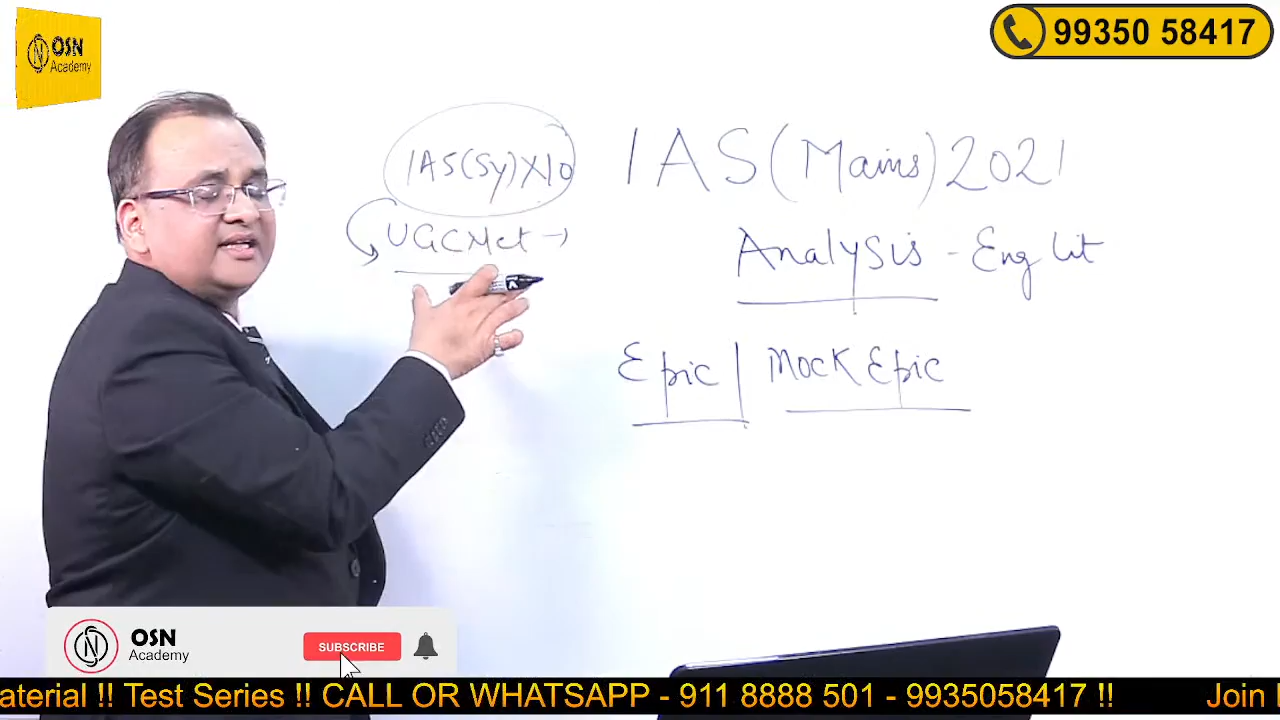 OSN
Academy
99350 58417
IAS(Sy)X10
IAS(Mains) 2021
UGCNet →
Analysis - Eng Lit
Epic | Mock Epic
OSN
Academy
SUBSCRIBE
aterial !! Test Series !! CALL OR WHATSAPP - 911 8888 501 - 9935058417 !! Join